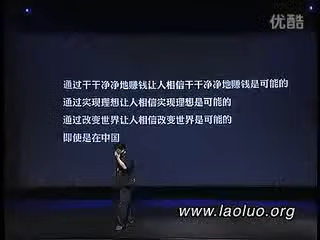 优酷
通过干干净净地赚钱让人相信干干净净地赚钱是可能的
通过实现理想让人相信实现理想是可能的
通过改变世界让人相信改变世界是可能的
即使是在中国
www.laoluo.org